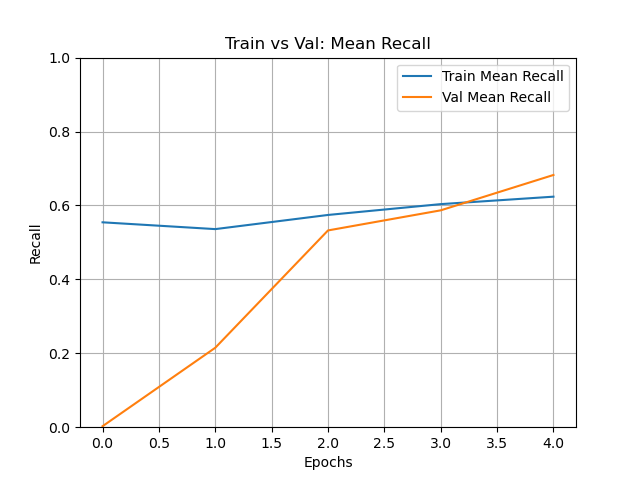 Train vs Val: Mean Recall
Train Mean Recall
Val Mean Recall
Recall
1.0
0.8
0.6
0.4
0.2
0.0
0.0 0.5 1.0 1.5 2.0 2.5 3.0 3.5 4.0
Epochs